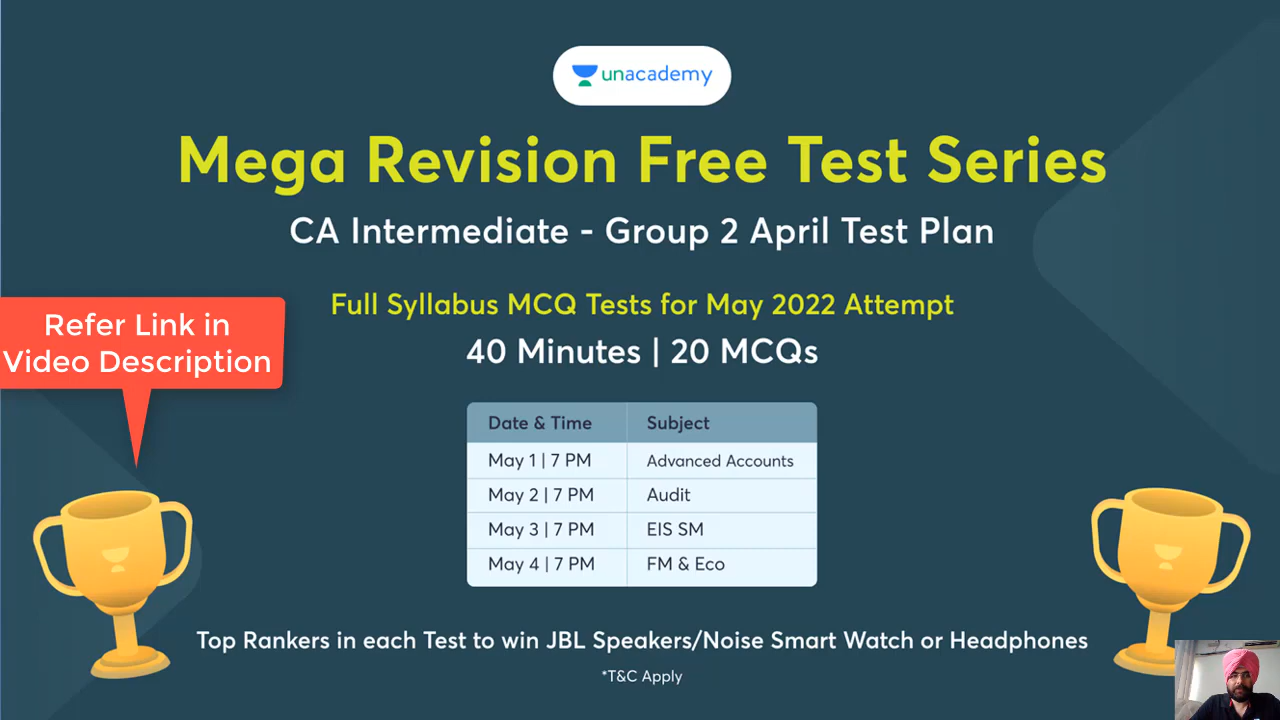 unacademy
Mega Revision Free Test Series
CA Intermediate - Group 2 April Test Plan
Full Syllabus MCQ Tests for May 2022 Attempt
40 Minutes | 20 MCQs
Refer Link in
Video Description
Date & Time Subject
May 1 | 7 PM Advanced Accounts
May 2 | 7 PM Audit
May 3 | 7 PM EIS SM
May 4 | 7 PM FM & Eco
Top Rankers in each Test to win JBL Speakers/Noise Smart Watch or Headphones
*T&C Apply